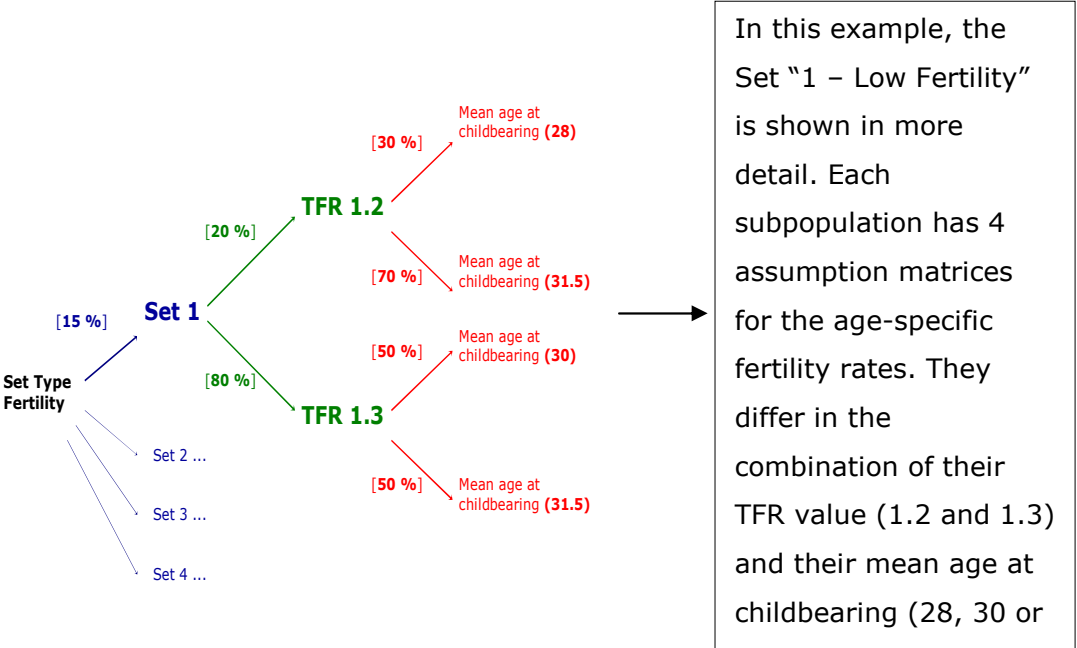 Mean age at
childbearing (28)
[30 %]
TFR 1.2
[20 %]
[70 %]
Mean age at
childbearing (31.5)
[15 %]
Set 1
[50 %]
Mean age at
childbearing (30)
[80 %]
Set Type
Fertility
TFR 1.3
Set 2 ...
[50 %]
Mean age at
childbearing (31.5)
Set 3 ...
Set 4 ...
In this example, the
Set “1 – Low Fertility”
is shown in more
detail. Each
subpopulation has 4
assumption matrices
for the age-specific
fertility rates. They
differ in the
combination of their
TFR value (1.2 and 1.3)
and their mean age at
childbearing (28, 30 or